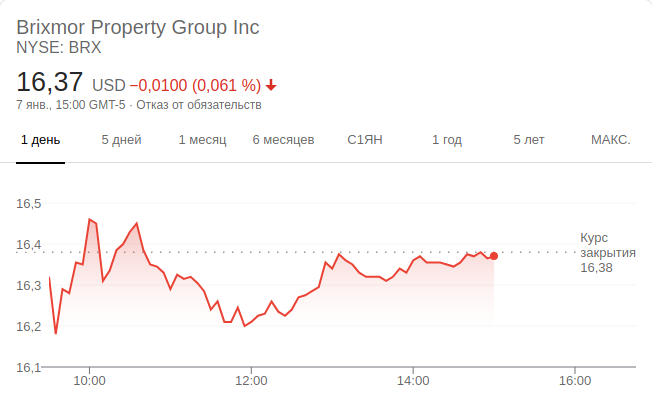 Brixmor Property Group Inc
NYSE: BRX
16,37 USD −0,0100 (0,061 %)
7 янв., 15:00 GMT-5 · Отказ от обязательств
1 день 5 дней 1 месяц 6 месяцев С1ЯН 1 год 5 лет МАКС.
16,5
16,4
16,3
16,2
16,1
Курс
закрытия
16,38
10:00 12:00 14:00 16:00